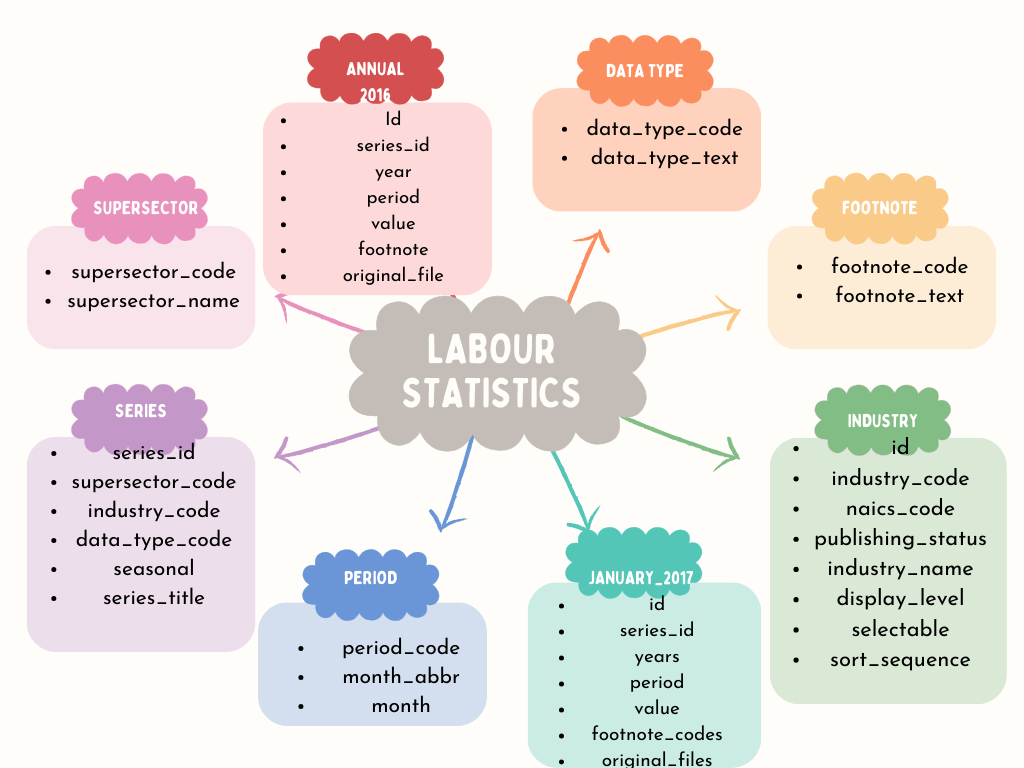 LABOUR
STATISTICS
ANNUAL
2016
• Id
• series_id
• year
• period
• value
• footnote
• original_file
DATA TYPE
• data_type_code
• data_type_text
SUPERSECTOR
• supersector_code
• supersector_name
FOOTNOTE
• footnote_code
• footnote_text
SERIES
• series_id
• supersector_code
• industry_code
• data_type_code
• seasonal
• series_title
INDUSTRY
• id
• industry_code
• naics_code
• publishing_status
• industry_name
• display_level
• selectable
• sort_sequence
PERIOD
• period_code
• month_abbr
• month
JANUARY_2017
• id
• series_id
• years
• period
• value
• footnote_codes
• original_files